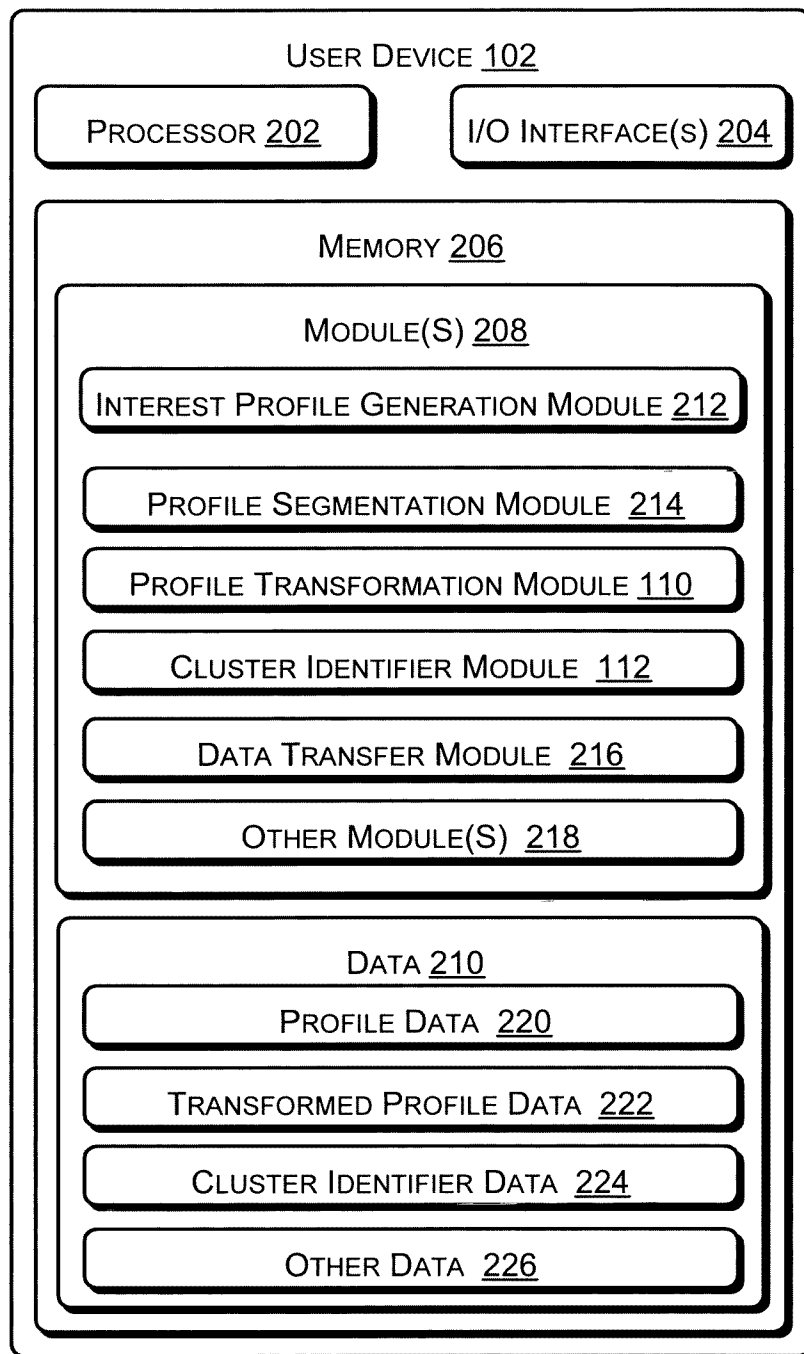 USER DEVICE 102
PROCESSOR 202
I/O INTERFACE(S) 204
MEMORY 206
MODULE(S) 208
INTEREST PROFILE GENERATION MODULE 212
PROFILE SEGMENTATION MODULE 214
PROFILE TRANSFORMATION MODULE 110
CLUSTER IDENTIFIER MODULE 112
DATA TRANSFER MODULE 216
OTHER MODULE(S) 218
DATA 210
PROFILE DATA 220
TRANSFORMED PROFILE DATA 222
CLUSTER IDENTIFIER DATA 224
OTHER DATA 226